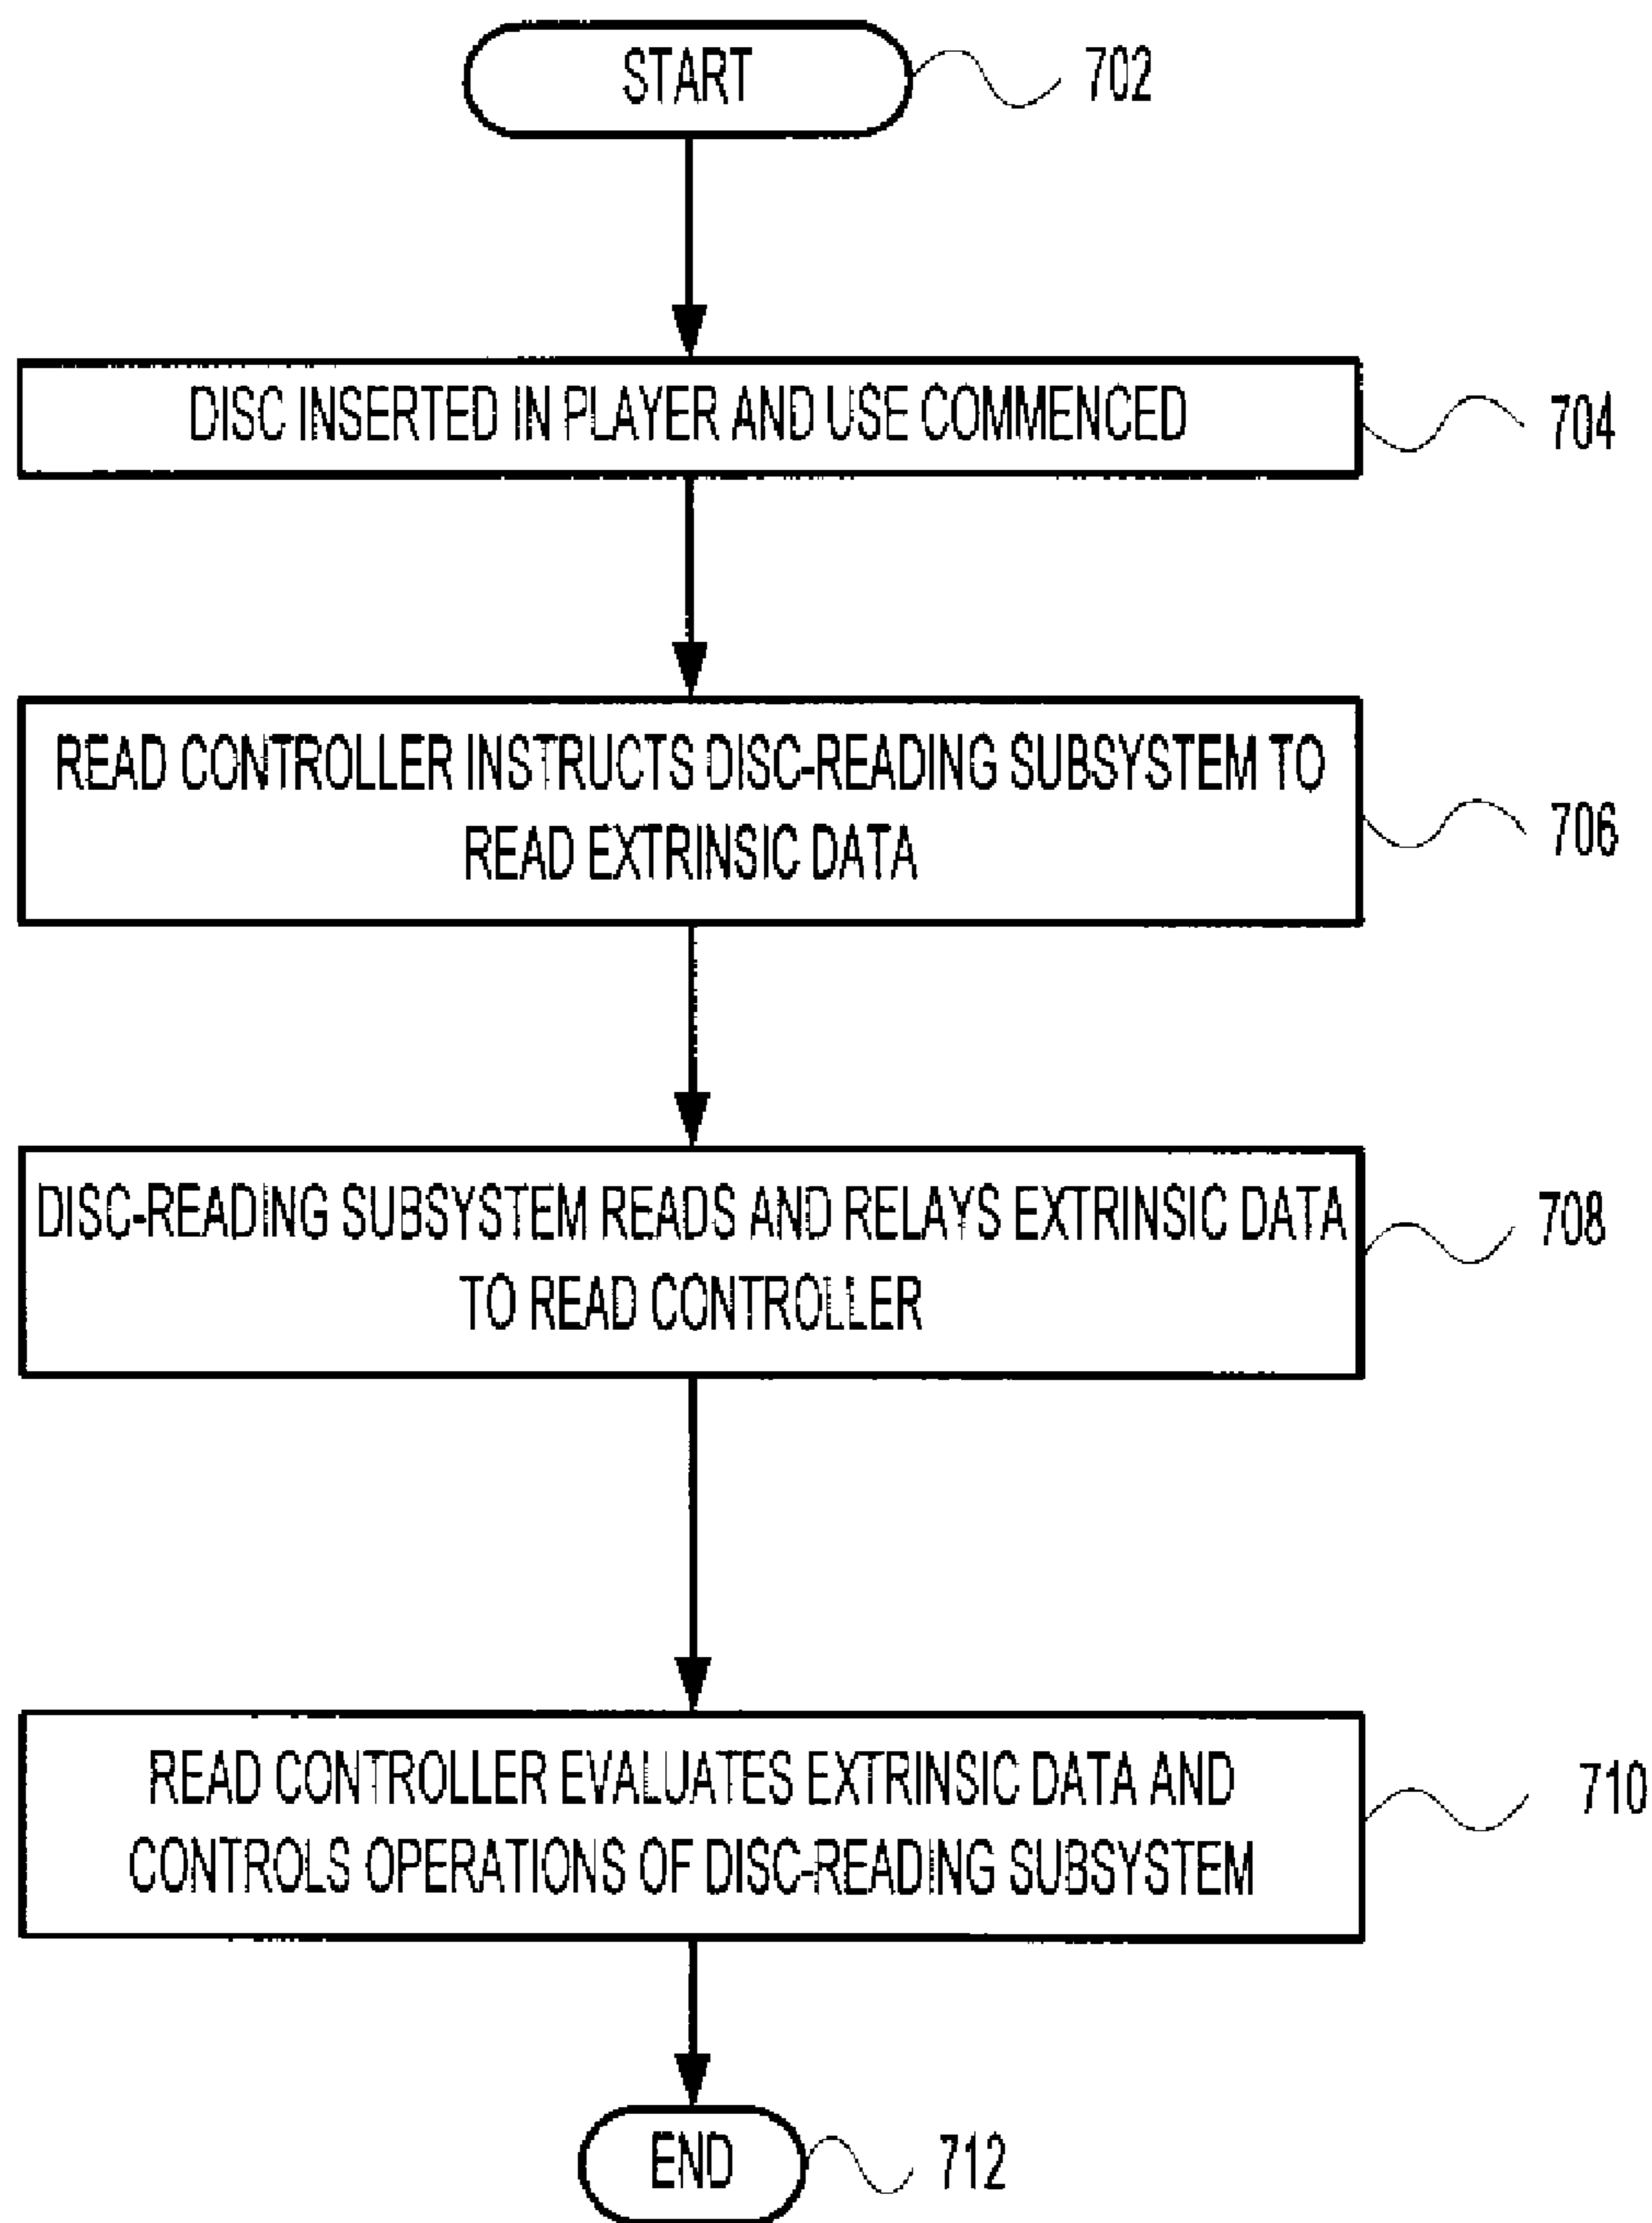 START
702
DISC INSERTED IN PLAYER AND USE COMMENCED
704
READ CONTROLLER INSTRUCTS DISC-READING SUBSYSTEM TO
READ EXTRINSIC DATA
706
DISC-READING SUBSYSTEM READS AND RELAYS EXTRINSIC DATA
TO READ CONTROLLER
708
READ CONTROLLER EVALUATES EXTRINSIC DATA AND
CONTROLS OPERATIONS OF DISC-READING SUBSYSTEM
710
END
712